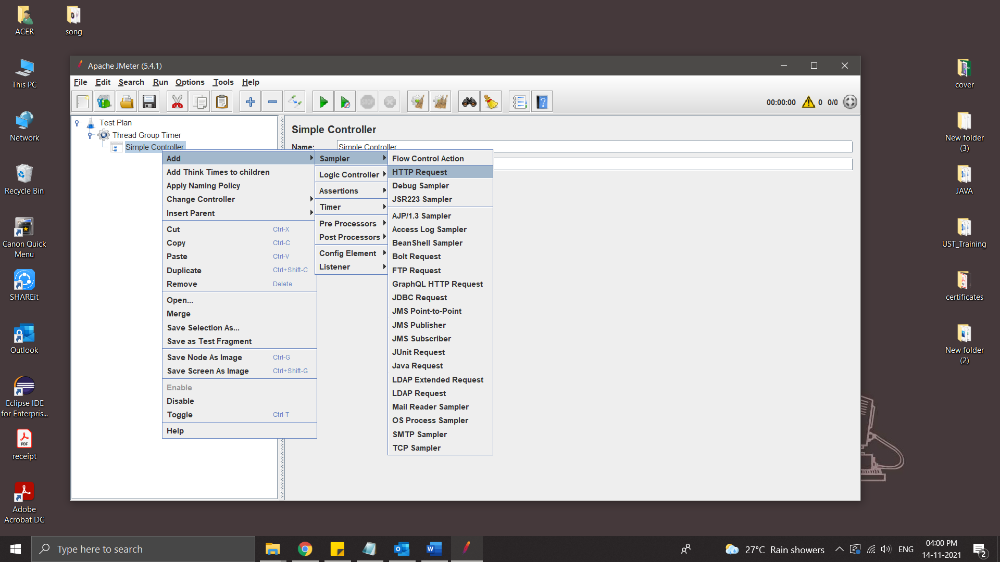 ACER
song
This PC
Network
Recycle Bin
Canon Quick
Menu
SHAREit
Outlook
Eclipse IDE
for Enterpris...
receipt
Adobe
Acrobat DC
Apache JMeter (5.4.1)
File Edit Search Run Options Tools Help
STOP
00:00:00 0 0/0
Test Plan
Thread Group Timer
Simple Controller
Simple Controller
Name: Simple Controller
Add
Add Think Times to children
Apply Naming Policy
Change Controller
Insert Parent
Cut Ctrl-X
Copy Ctrl-C
Paste Ctrl-V
Duplicate Ctrl+Shift-C
Remove Delete
Open...
Merge
Save Selection As...
Save as Test Fragment
Save Node As Image Ctrl-G
Save Screen As Image Ctrl+Shift-G
Enable
Disable
Toggle Ctrl-T
Help
Sampler
Logic Controller
Assertions
Timer
Pre Processors
Post Processors
Config Element
Listener
Flow Control Action
HTTP Request
Debug Sampler
JSR223 Sampler
AJP/1.3 Sampler
Access Log Sampler
BeanShell Sampler
Bolt Request
FTP Request
GraphQL HTTP Request
JDBC Request
JMS Point-to-Point
JMS Publisher
JMS Subscriber
JUnit Request
Java Request
LDAP Extended Request
LDAP Request
Mail Reader Sampler
OS Process Sampler
SMTP Sampler
TCP Sampler
cover
New folder
(3)
JAVA
UST_Training
certificates
New folder
(2)
Type here to search
27°C Rain showers
ENG
04:00 PM
14-11-2021
2